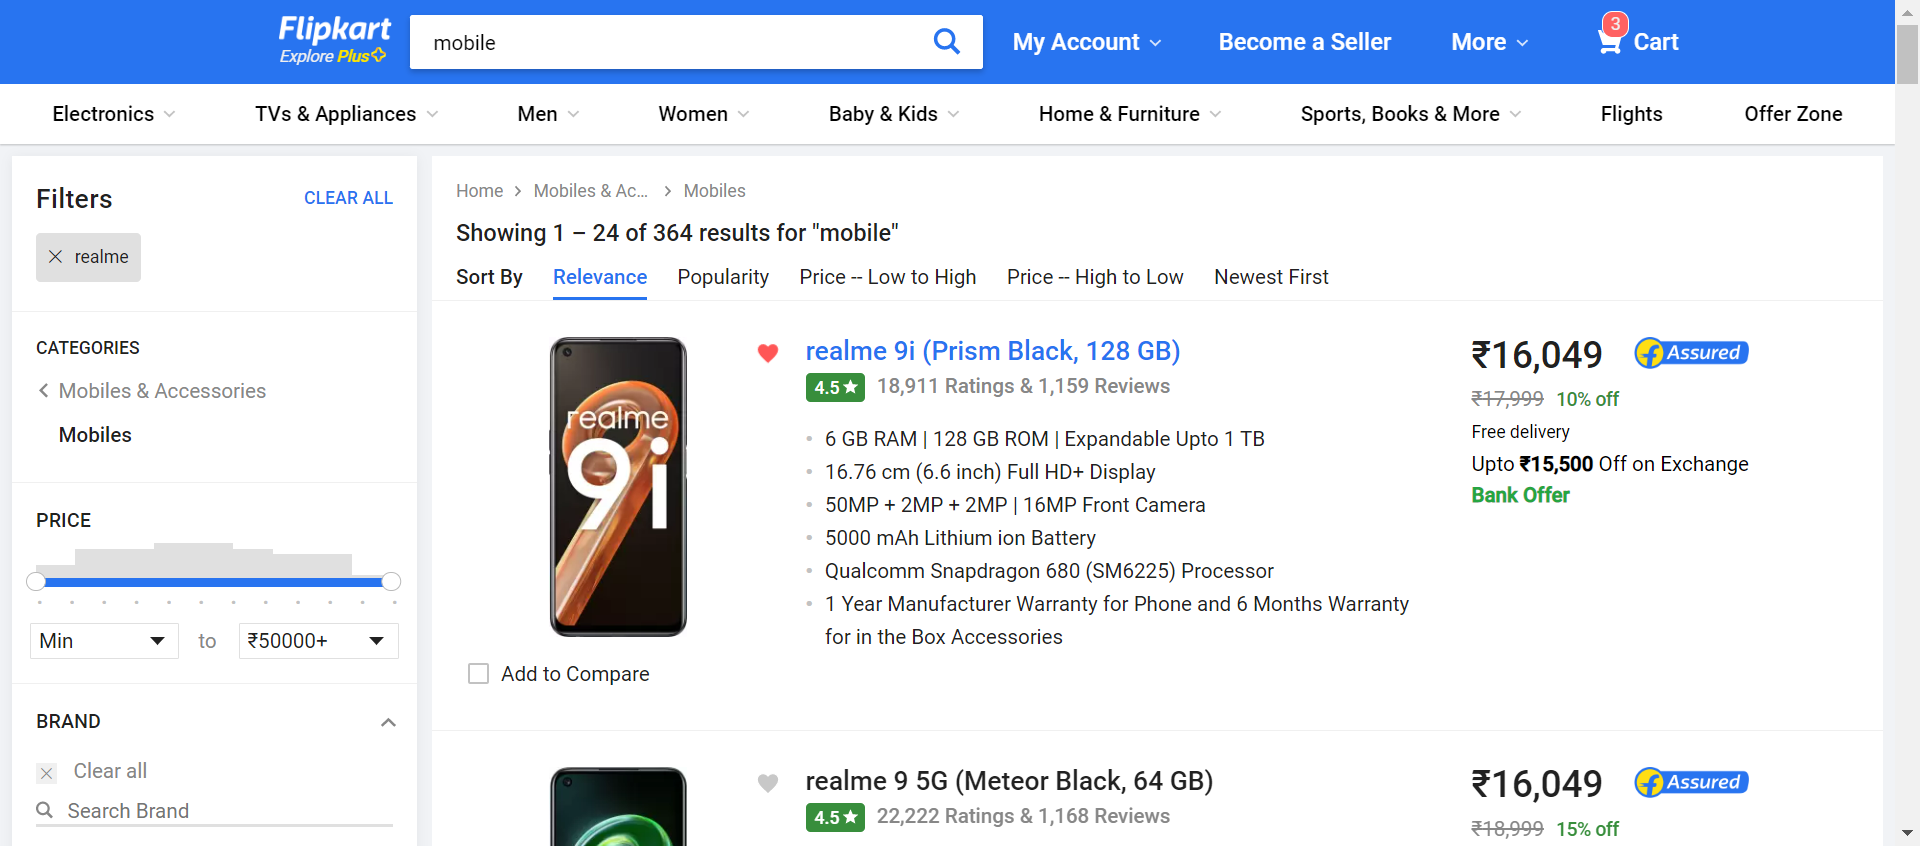 Flipkart
Explore Plus
mobile
My Account
Become a Seller
More
3
Cart
Electronics
TVs & Appliances
Men
Women
Baby & Kids
Home & Furniture
Sports, Books & More
Flights
Offer Zone
Filters
CLEAR ALL
realme
CATEGORIES
Mobiles & Accessories
Mobiles
PRICE
Min
to
₹50000+
BRAND
Clear all
Search Brand
Home
Mobiles & Ac...
Mobiles
Showing 1 – 24 of 364 results for "mobile"
Sort By
Relevance
Popularity
Price -- Low to High
Price -- High to Low
Newest First
realme
9i
Add to Compare
realme 9i (Prism Black, 128 GB)
4.5 ★ 18,911 Ratings & 1,159 Reviews
6 GB RAM | 128 GB ROM | Expandable Upto 1 TB
16.76 cm (6.6 inch) Full HD+ Display
50MP + 2MP + 2MP | 16MP Front Camera
5000 mAh Lithium ion Battery
Qualcomm Snapdragon 680 (SM6225) Processor
1 Year Manufacturer Warranty for Phone and 6 Months Warranty
for in the Box Accessories
₹16,049
Assured
₹17,999 10% off
Free delivery
Upto ₹15,500 Off on Exchange
Bank Offer
realme 9 5G (Meteor Black, 64 GB)
4.5 ★ 22,222 Ratings & 1,168 Reviews
₹16,049
Assured
₹18,999 15% off